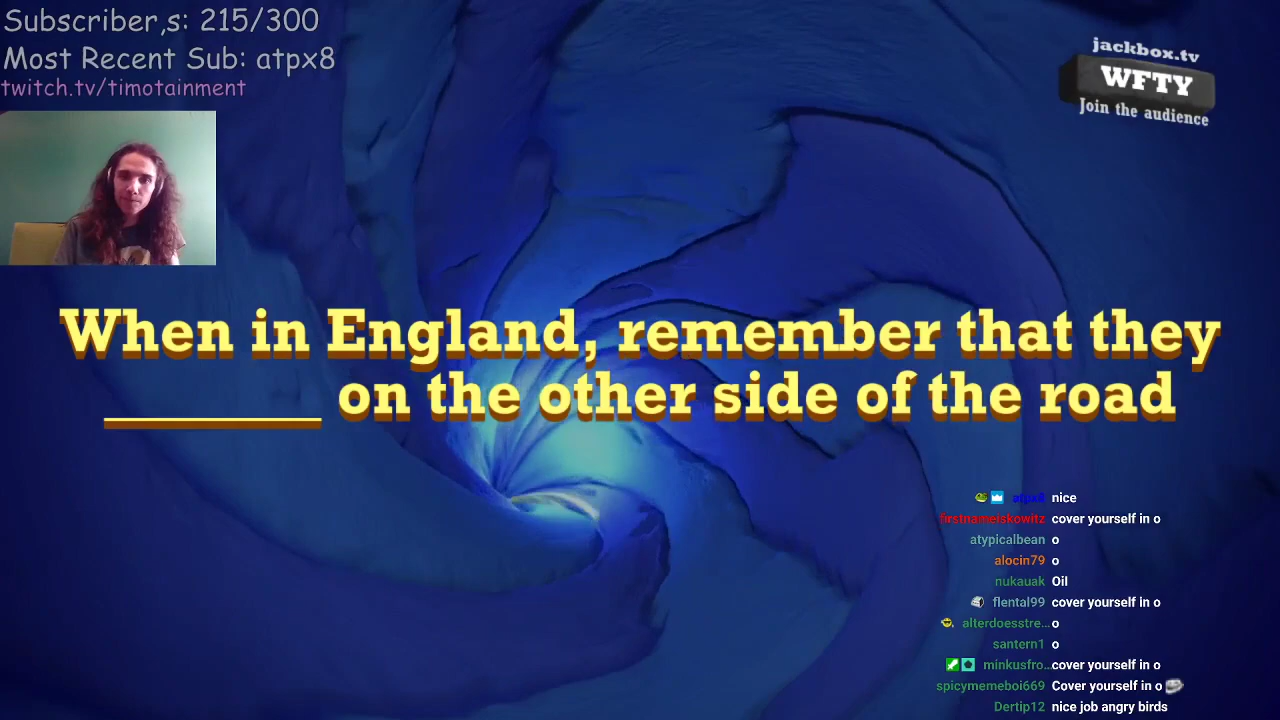 Subscriber,s: 215/300
Most Recent Sub: atpx8
twitch.tv/timotainment
jackbox.tv
WFTY
Join the audience
When in England, remember that they
________ on the other side of the road
atpx8 nice
firstnameiskowitz cover yourself in o
atypicalbean o
alocin79 o
nukauak Oil
flental99 cover yourself in o
alterdoesstre... o
santern1 o
minkusfro... cover yourself in o
spicymemeboi669 Cover yourself in o
Dertip12 nice job angry birds